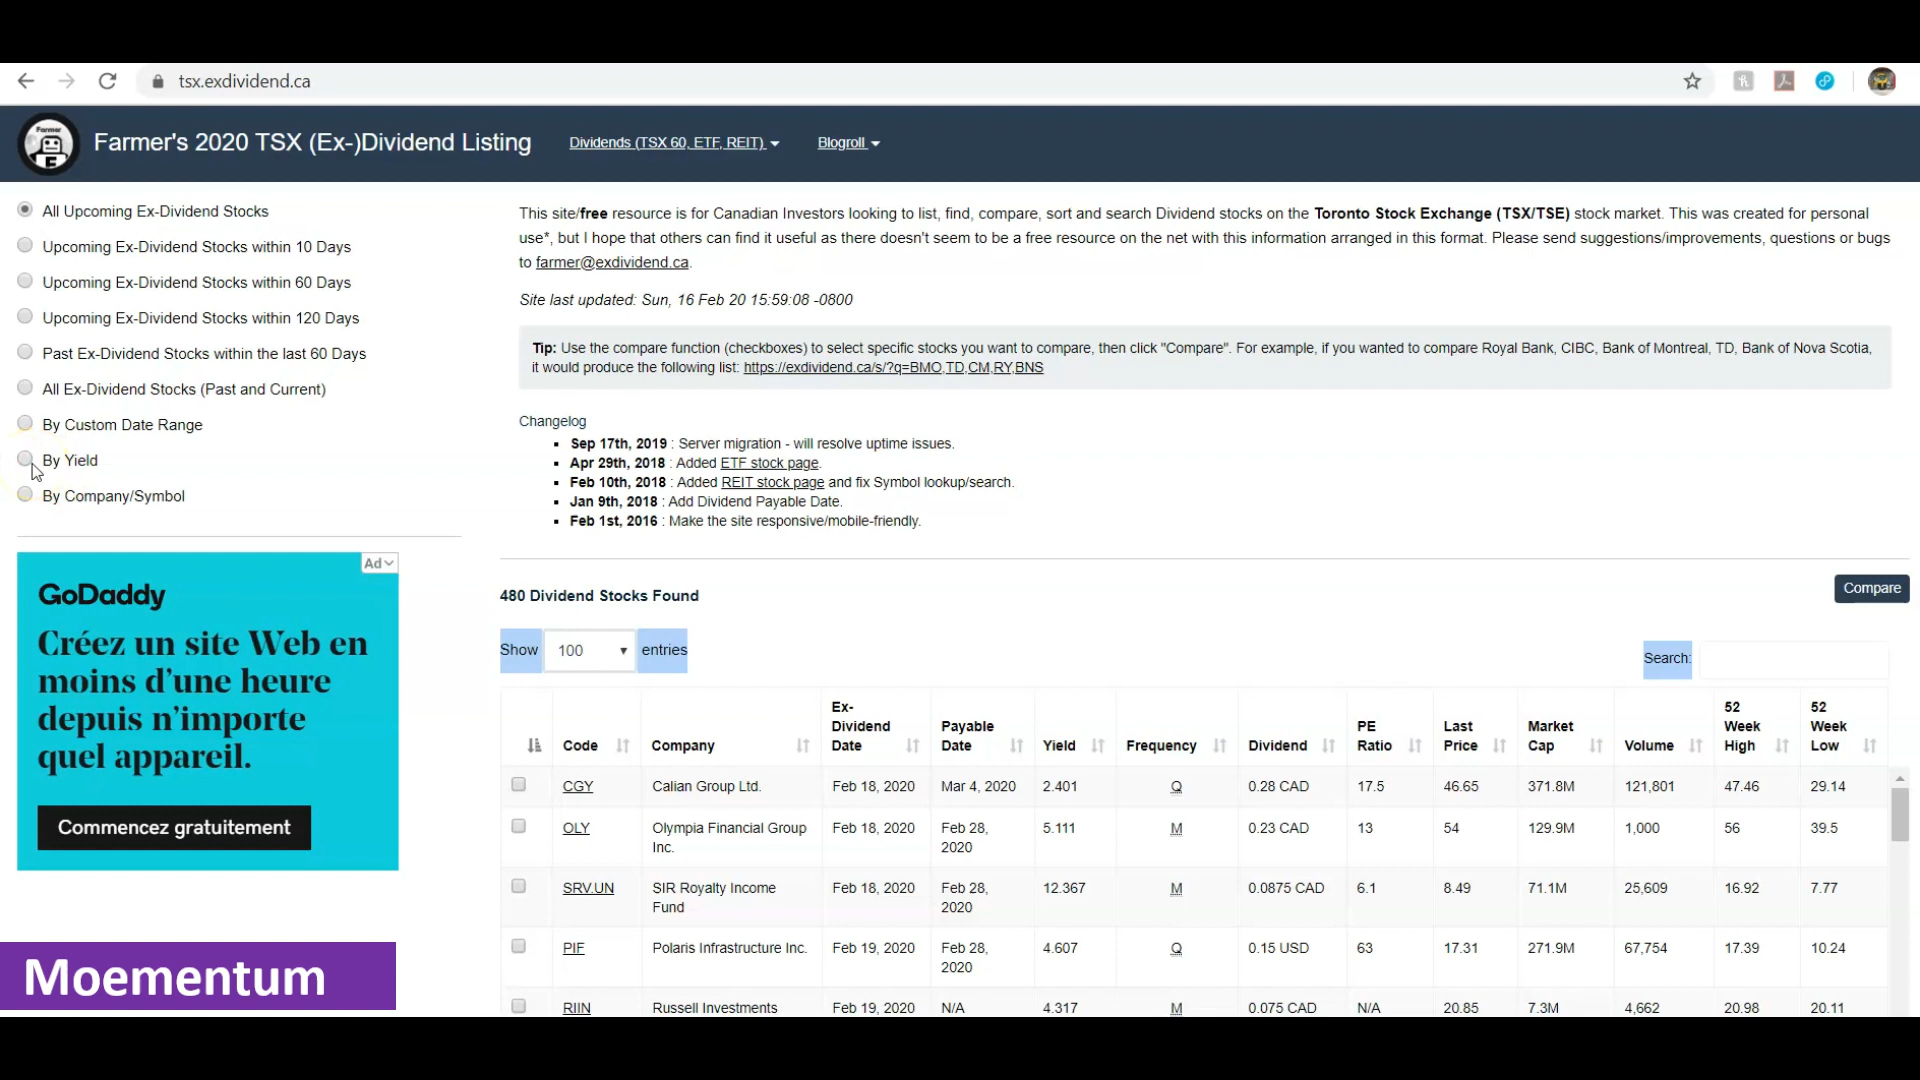 tsx.exdividend.ca
Farmer
Farmer's 2020 TSX (Ex-)Dividend Listing
Dividends (TSX 60, ETF, REIT)
Blogroll
All Upcoming Ex-Dividend Stocks
Upcoming Ex-Dividend Stocks within 10 Days
Upcoming Ex-Dividend Stocks within 60 Days
Upcoming Ex-Dividend Stocks within 120 Days
Past Ex-Dividend Stocks within the last 60 Days
All Ex-Dividend Stocks (Past and Current)
By Custom Date Range
By Yield
By Company/Symbol
This site/free resource is for Canadian Investors looking to list, find, compare, sort and search Dividend stocks on the Toronto Stock Exchange (TSX/TSE) stock market. This was created for personal
use*, but I hope that others can find it useful as there doesn't seem to be a free resource on the net with this information arranged in this format. Please send suggestions/improvements, questions or bugs
to farmer@exdividend.ca.
Site last updated: Sun, 16 Feb 20 15:59:08 -0800
Tip: Use the compare function (checkboxes) to select specific stocks you want to compare, then click "Compare". For example, if you wanted to compare Royal Bank, CIBC, Bank of Montreal, TD, Bank of Nova Scotia,
it would produce the following list: https://exdividend.ca/s/?q=BMO,TD,CM,RY,BNS
Changelog
Sep 17th, 2019 : Server migration - will resolve uptime issues.
Apr 29th, 2018 : Added ETF stock page.
Feb 10th, 2018 : Added REIT stock page and fix Symbol lookup/search.
Jan 9th, 2018 : Add Dividend Payable Date.
Feb 1st, 2016 : Make the site responsive/mobile-friendly.
Ad
GoDaddy
Créez un site Web en
moins d'une heure
depuis n'importe
quel appareil.
Commencez gratuitement
480 Dividend Stocks Found
Compare
Show 100 entries
Search:
Code Company Ex-Dividend Date Payable Date Yield Frequency Dividend PE Ratio Last Price Market Cap Volume 52 Week High 52 Week Low
CGY Calian Group Ltd. Feb 18, 2020 Mar 4, 2020 2.401 Q 0.28 CAD 17.5 46.65 371.8M 121,801 47.46 29.14
OLY Olympia Financial Group Inc. Feb 18, 2020 Feb 28, 2020 5.111 M 0.23 CAD 13 54 129.9M 1,000 56 39.5
SRV.UN SIR Royalty Income Fund Feb 18, 2020 Feb 28, 2020 12.367 M 0.0875 CAD 6.1 8.49 71.1M 25,609 16.92 7.77
PIF Polaris Infrastructure Inc. Feb 19, 2020 Feb 28, 2020 4.607 Q 0.15 USD 63 17.31 271.9M 67,754 17.39 10.24
RIIN Russell Investments Feb 19, 2020 N/A 4.317 M 0.075 CAD N/A 20.85 7.3M 4,662 20.98 20.11
Moementum